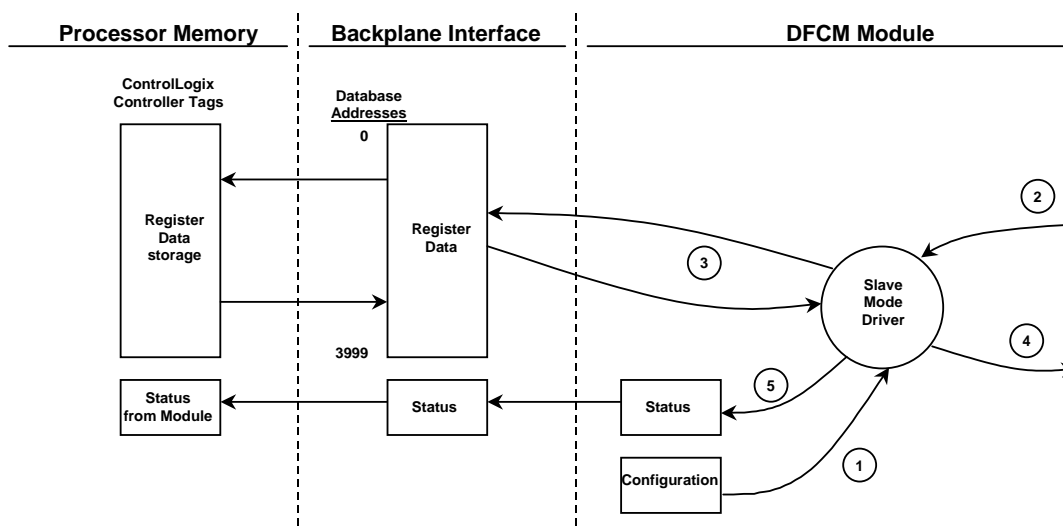 Processor Memory
Backplane Interface
DFCM Module
ControlLogix
Controller Tags
Database
Addresses
0
Register
Data
storage
Register
Data
2
3
Slave
Mode
Driver
3999
4
Status
from Module
Status
Status
5
Configuration
1